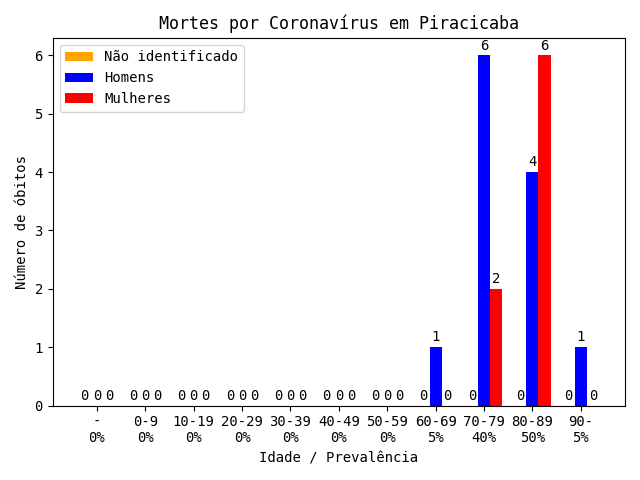 Mortes por Coronavírus em Piracicaba
Não identificado
Homens
Mulheres
Número de óbitos
6
5
4
3
2
1
0
6 6
4
2
1 1
0 0 0 0 0 0 0 0 0 0 0 0 0 0 0 0 0 0 0 0 0 0 0 0 0 0 0 0
- 0-9 10-19 20-29 30-39 40-49 50-59 60-69 70-79 80-89 90-
0% 0% 0% 0% 0% 0% 0% 5% 40% 50% 5%
Idade / Prevalência